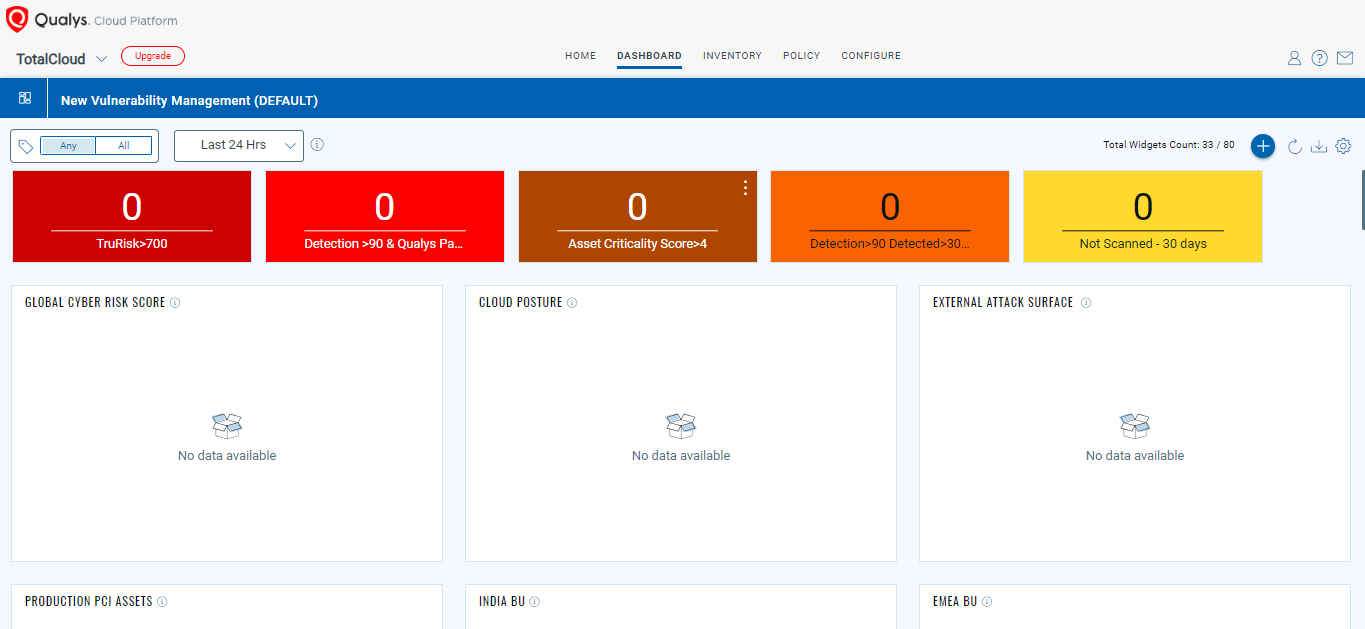 Qualys. Cloud Platform
TotalCloud
Upgrade
HOME
DASHBOARD
INVENTORY
POLICY
CONFIGURE
New Vulnerability Management (DEFAULT)
Any
All
Last 24 Hrs
Total Widgets Count: 33 / 80
0
TruRisk>700
0
Detection >90 & Qualys Pa...
0
Asset Criticality Score>4
0
Detection>90 Detected>30...
0
Not Scanned - 30 days
GLOBAL CYBER RISK SCORE
No data available
CLOUD POSTURE
No data available
EXTERNAL ATTACK SURFACE
No data available
PRODUCTION PCI ASSETS
INDIA BU
EMEA BU